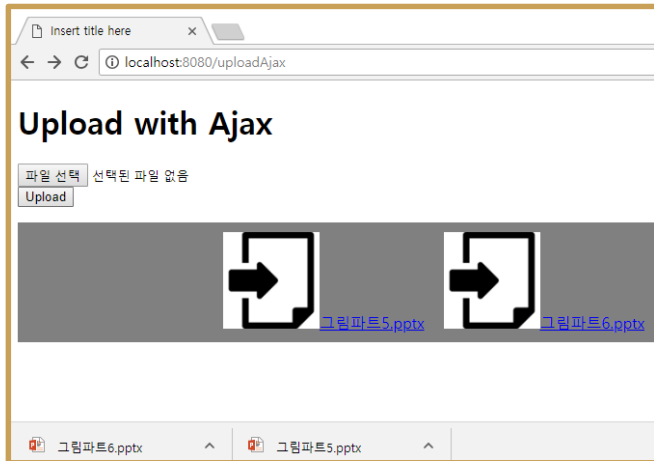 Insert title here
localhost:8080/uploadAjax
Upload with Ajax
파일 선택 선택된 파일 없음
Upload
그림파트5.pptx 그림파트6.pptx
그림파트6.pptx 그림파트5.pptx